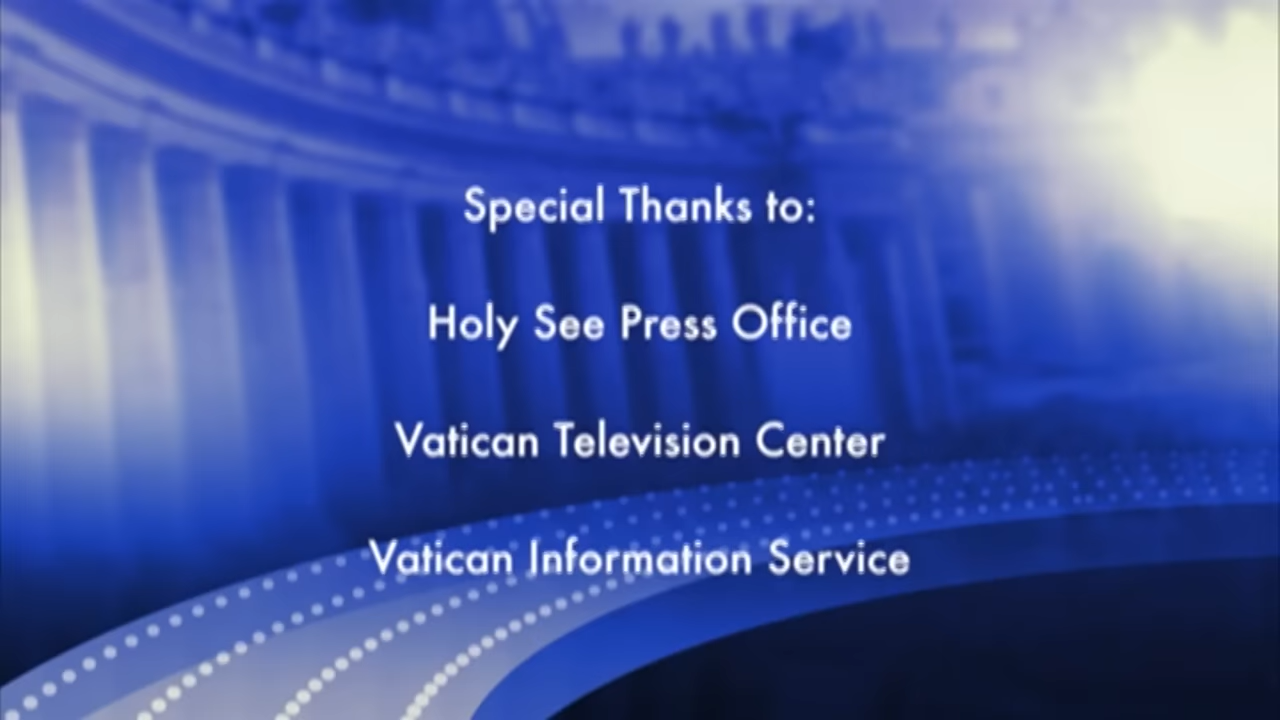 Special Thanks to:
Holy See Press Office
Vatican Television Center
Vatican Information Service